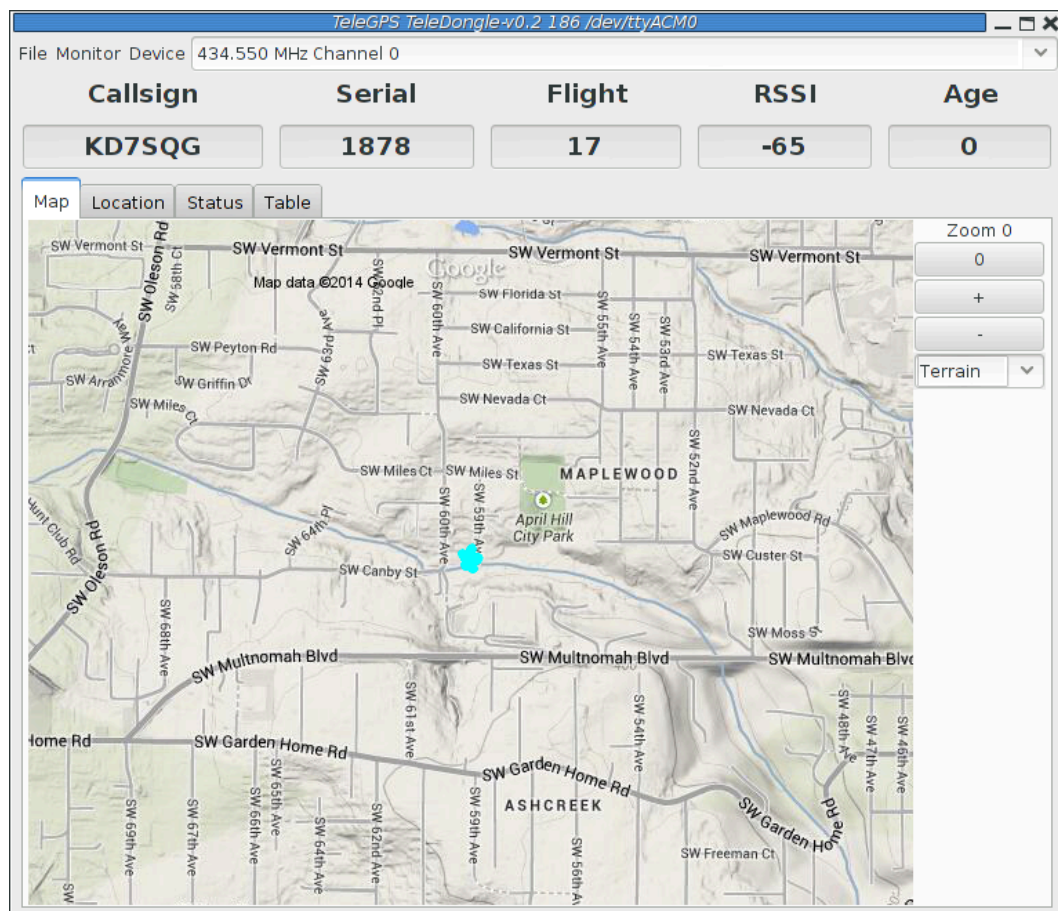 TeleGPS TeleDongle-v0.2 186 /dev/ttyACM0
File Monitor Device 434.550 MHz Channel 0
Callsign Serial Flight RSSI Age
KD7SQG 1878 17 -65 0
Map Location Status Table
Zoom 0
0
+
-
Terrain
SW Vermont St
SW Vermont St
SW Vermont St
SW Vermont St
Google
Map data ©2014 Google
SW Oleson Rd
SW 58th Ct
SW 63rd Ave
SW 60th Ave
SW Florida St
SW California St
SW Texas St
SW Texas St
SW 55th Ave
SW 54th Ave
SW 53rd Ave
SW Peyton Rd
SW Griffin Dr
SW Miles Ct
SW Nevada Ct
SW Nevada Ct
SW 52nd Ave
SW Miles Ct
SW Miles St
MAPLEWOOD
April Hill
City Park
SW 60th Ave
SW 59th Ave
SW 64th Pl
Hunt Club Rd
SW Oleson Rd
SW Maplewood Rd
SW Custer St
SW Canby St
SW 68th Ave
SW Moss St
SW Multnomah Blvd
SW Multnomah Blvd
SW Multnomah Blvd
SW 61st Ave
SW 54th Ave
SW 48th Ave
SW 47th Ave
SW 46th Ave
Home Rd
SW Garden Home Rd
SW Garden Home Rd
SW Garden Home Rd
ASHCREEK
SW 69th Ave
SW 67th Ave
SW 66th Ave
SW 65th Ave
SW 64th Ave
SW 62nd Ave
SW 59th Ave
SW 56th Ave
SW Freeman Ct
SW